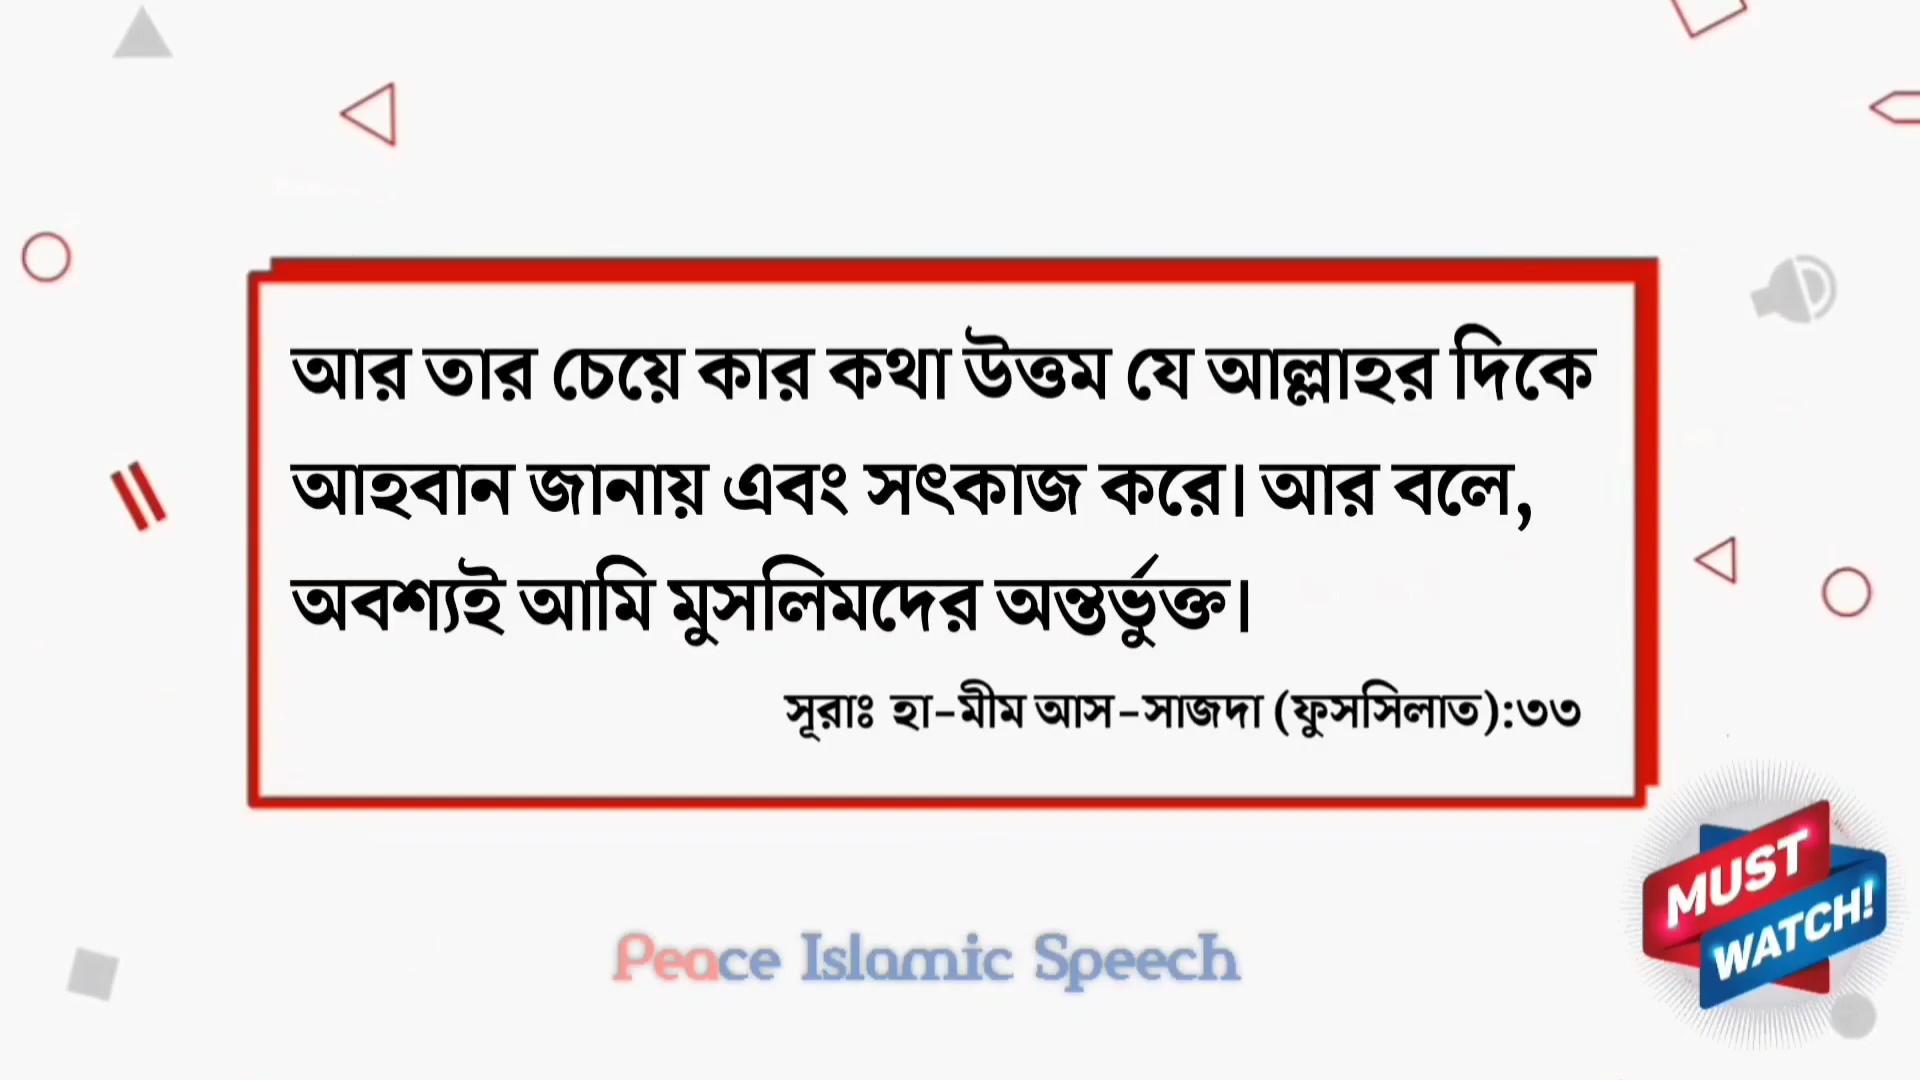 আর তার চেয়ে কার কথা উত্তম যে আল্লাহর দিকে
আহবান জানায় এবং সৎকাজ করে। আর বলে,
অবশ্যই আমি মুসলিমদের অন্তর্ভুক্ত।
সূরাঃ হা-মীম আস-সাজদা (ফুসসিলাত):৩৩
MUST
WATCH!
Peace Islamic Speech